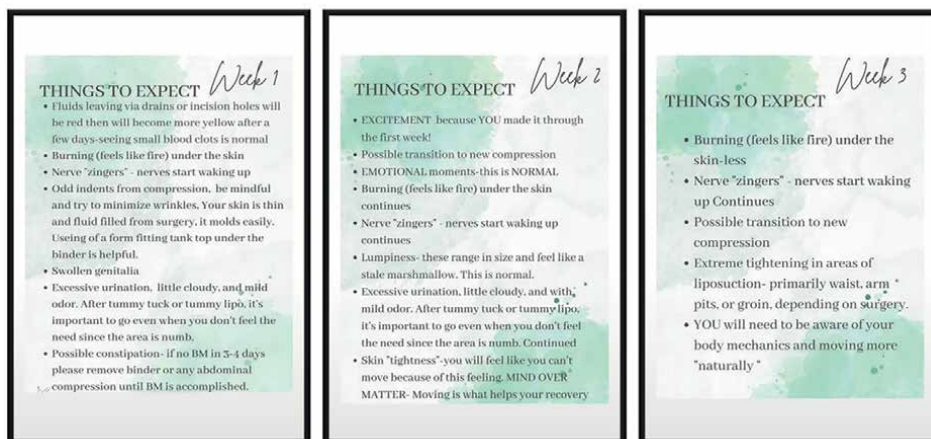 Week 1
THINGS TO EXPECT
• Fluids leaving via drains or incision holes will
be red then will become more yellow after a
few days-seeing small blood clots is normal
• Burning (feels like fire) under the skin
• Nerve "zingers" - nerves start waking up
• Odd indents from compression, be mindful
and try to minimize wrinkles, Your skin is thin
and fluid filled from surgery, it molds easily.
Useing of a form fitting tank top under the
binder is helpful.
• Swollen genitalia
• Excessive urination, little cloudy, and mild
odor. After tummy tuck or tummy lipo, it's
important to go even when you don't feel the
need since the area is numb.
• Possible constipation- if no BM in 3-4 days
please remove binder or any abdominal
compression until BM is accomplished.
Week 2
THINGS TO EXPECT
• EXCITEMENT because YOU made it through
the first week!
• Possible transition to new compression
• EMOTIONAL moments-this is NORMAL
• Burning (feels like fire) under the skin
continues
• Nerve "zingers" - nerves start waking up
continues
• Lumpiness- these range in size and feel like a
stale marshmallow. This is normal.
• Excessive urination, little cloudy, and with
mild odor. After tummy tuck or tummy lipo,
it's important to go even when you don't feel
the need since the area is numb. Continued
• Skin "tightness"-you will feel like you can't
move because of this feeling. MIND OVER
MATTER- Moving is what helps your recovery
Week 3
THINGS TO EXPECT
• Burning (feels like fire) under the
skin-less
• Nerve "zingers" - nerves start waking
up Continues
• Possible transition to new
compression
• Extreme tightening in areas of
liposuction- primarily waist, arm
pits, or groin, depending on surgery.
• YOU will need to be aware of your
body mechanics and moving more
"naturally "